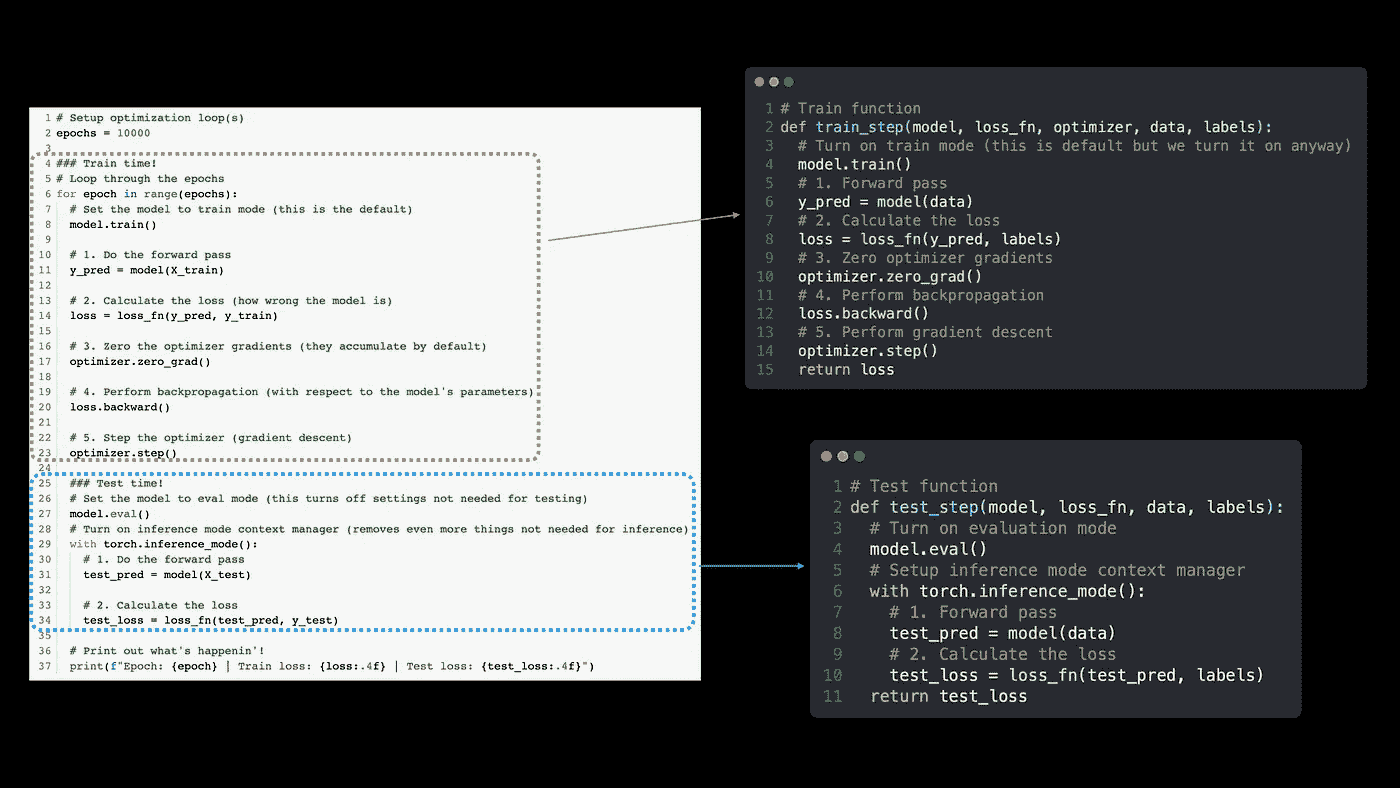 1 # Setup optimization loop(s)
2 epochs = 10000
3
4 ### Train time!
5 # Loop through the epochs
6 for epoch in range(epochs):
7   # Set the model to train mode (this is the default)
8   model.train()
9
10   # 1. Do the forward pass
11   y_pred = model(X_train)
12
13   # 2. Calculate the loss (how wrong the model is)
14   loss = loss_fn(y_pred, y_train)
15
16   # 3. Zero the optimizer gradients (they accumulate by default)
17   optimizer.zero_grad()
18
19   # 4. Perform backpropagation (with respect to the model's parameters)
20   loss.backward()
21
22   # 5. Step the optimizer (gradient descent)
23   optimizer.step()
24
25   ### Test time!
26   # Set the model to eval mode (this turns off settings not needed for testing)
27   model.eval()
28   # Turn on inference mode context manager (removes even more things not needed for inference)
29   with torch.inference_mode():
30     # 1. Do the forward pass
31     test_pred = model(X_test)
32
33     # 2. Calculate the loss
34     test_loss = loss_fn(test_pred, y_test)
35
36   # Print out what's happenin'!
37   print(f"Epoch: {epoch} | Train loss: {loss:.4f} | Test loss: {test_loss:.4f}")
1 # Train function
2 def train_step(model, loss_fn, optimizer, data, labels):
3   # Turn on train mode (this is default but we turn it on anyway)
4   model.train()
5   # 1. Forward pass
6   y_pred = model(data)
7   # 2. Calculate the loss
8   loss = loss_fn(y_pred, labels)
9   # 3. Zero optimizer gradients
10   optimizer.zero_grad()
11   # 4. Perform backpropagation
12   loss.backward()
13   # 5. Perform gradient descent
14   optimizer.step()
15   return loss
1 # Test function
2 def test_step(model, loss_fn, data, labels):
3   # Turn on evaluation mode
4   model.eval()
5   # Setup inference mode context manager
6   with torch.inference_mode():
7     # 1. Forward pass
8     test_pred = model(data)
9     # 2. Calculate the loss
10     test_loss = loss_fn(test_pred, labels)
11   return test_loss